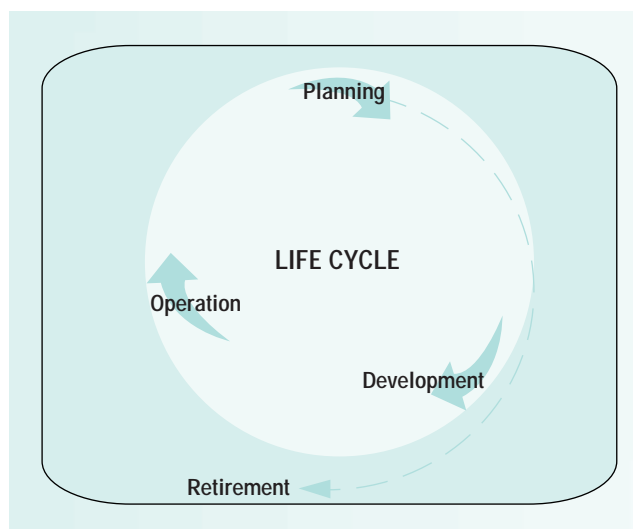 Planning
LIFE CYCLE
Operation
Development
Retirement